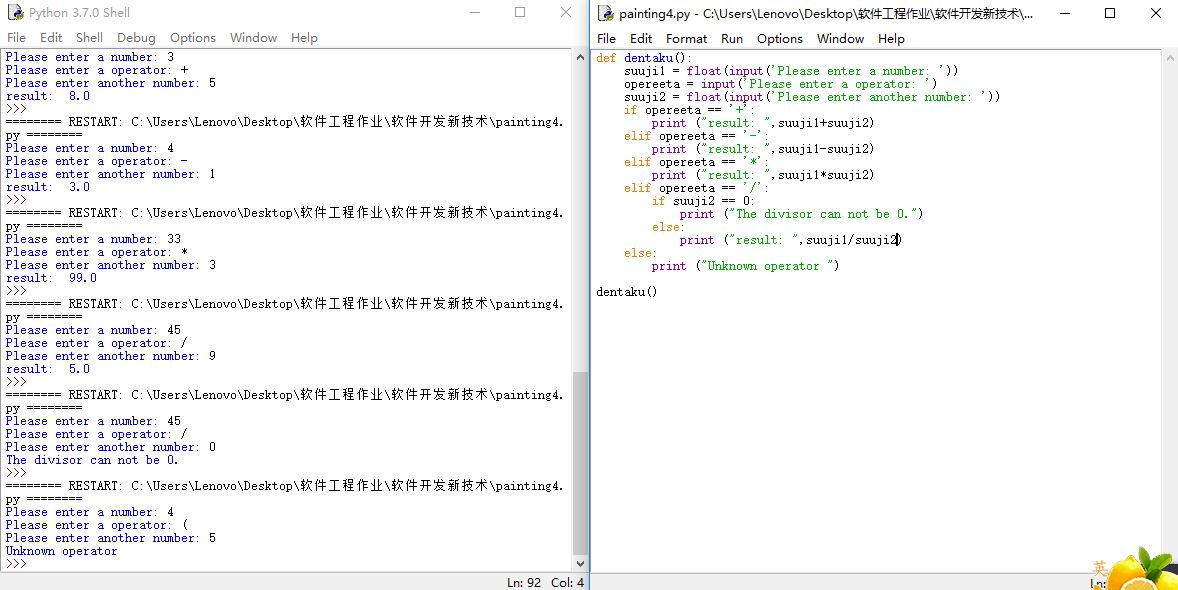 Python 3.7.0 Shell
File Edit Shell Debug Options Window Help
Please enter a number: 3
Please enter a operator: +
Please enter another number: 5
result:  8.0
>>>
======== RESTART: C:\Users\Lenovo\Desktop\软件工程作业\软件开发新技术\painting4.
py ========
Please enter a number: 4
Please enter a operator: -
Please enter another number: 1
result:  3.0
>>>
======== RESTART: C:\Users\Lenovo\Desktop\软件工程作业\软件开发新技术\painting4.
py ========
Please enter a number: 33
Please enter a operator: *
Please enter another number: 3
result:  99.0
>>>
======== RESTART: C:\Users\Lenovo\Desktop\软件工程作业\软件开发新技术\painting4.
py ========
Please enter a number: 45
Please enter a operator: /
Please enter another number: 9
result:  5.0
>>>
======== RESTART: C:\Users\Lenovo\Desktop\软件工程作业\软件开发新技术\painting4.
py ========
Please enter a number: 45
Please enter a operator: /
Please enter another number: 0
The divisor can not be 0.
>>>
======== RESTART: C:\Users\Lenovo\Desktop\软件工程作业\软件开发新技术\painting4.
py ========
Please enter a number: 4
Please enter a operator: (
Please enter another number: 5
Unknown operator
>>>
Ln: 92 Col: 4
painting4.py - C:\Users\Lenovo\Desktop\软件工程作业\软件开发新技术\...
File Edit Format Run Options Window Help
def dentaku():
    suuji1 = float(input('Please enter a number: '))
    opereeta = input('Please enter a operator: ')
    suuji2 = float(input('Please enter another number: '))
    if opereeta == '+':
        print ("result: ",suuji1+suuji2)
    elif opereeta == '-':
        print ("result: ",suuji1-suuji2)
    elif opereeta == '*':
        print ("result: ",suuji1*suuji2)
    elif opereeta == '/':
        if suuji2 == 0:
            print ("The divisor can not be 0.")
        else:
            print ("result: ",suuji1/suuji2)
    else:
        print ("Unknown operator ")
dentaku()
英
Ln: